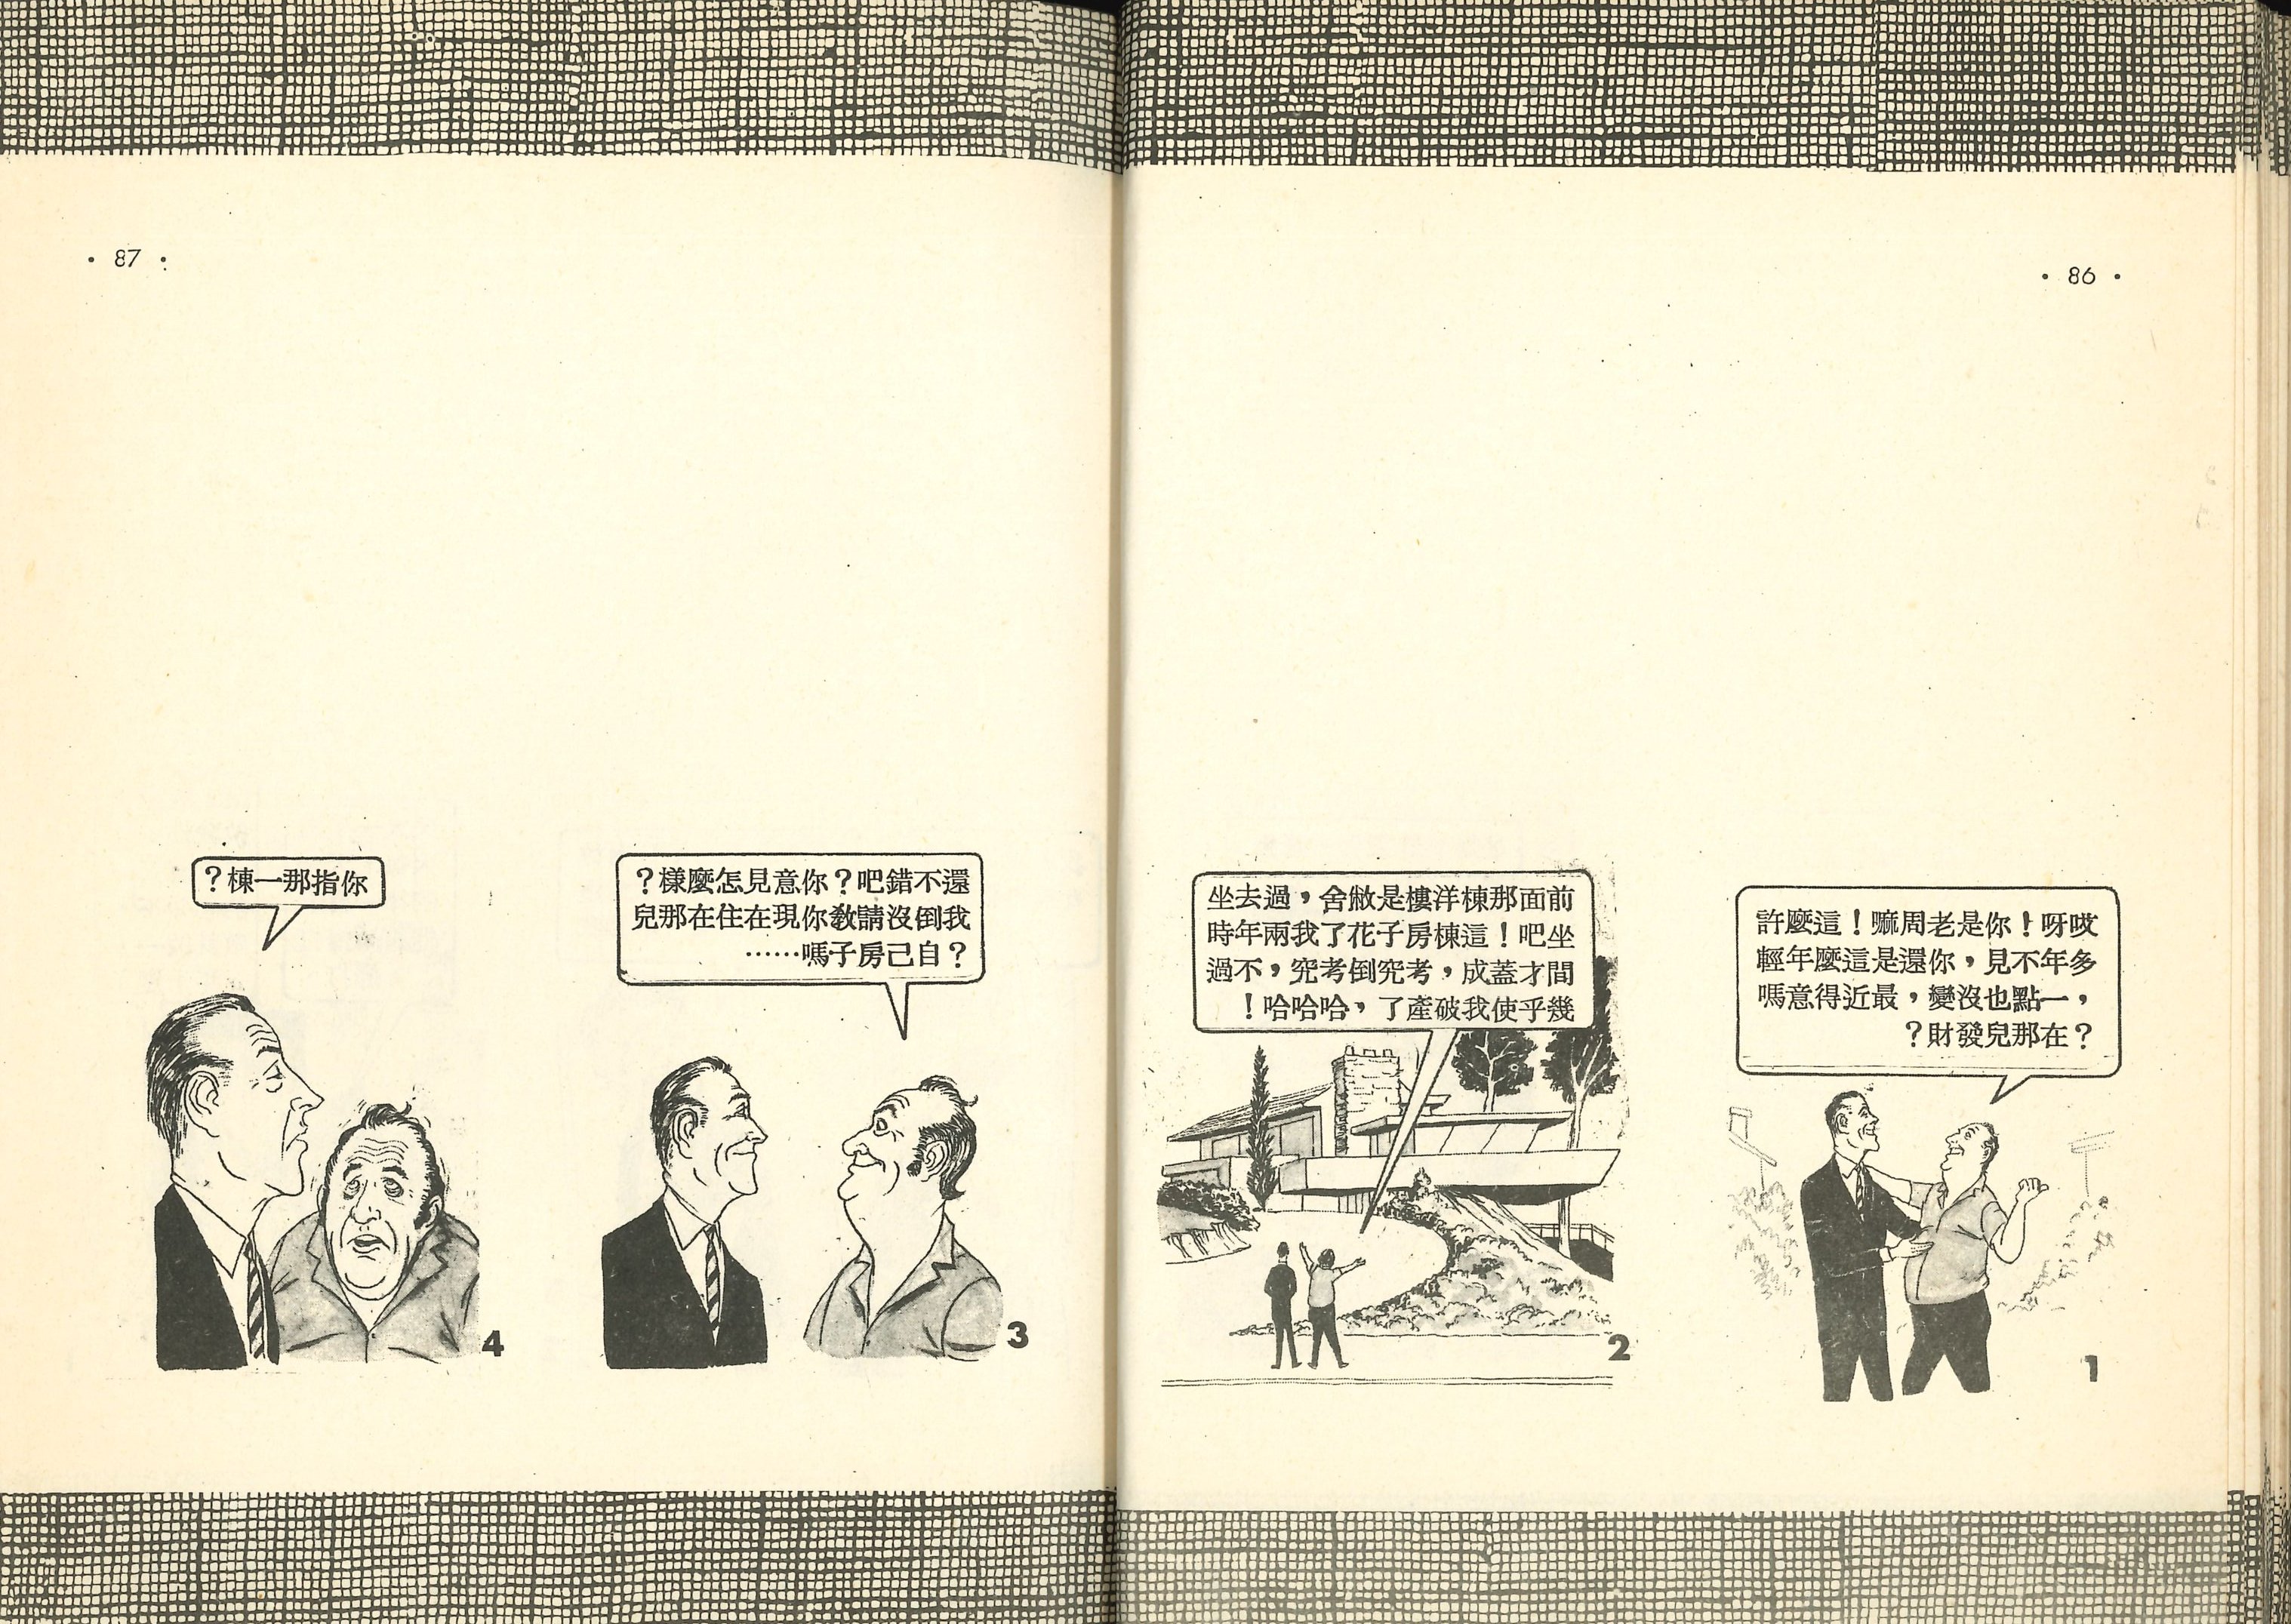 • 86 •
哎呀！你是老周嘛！這麼許
多年不見，你還是這麼年輕
，一點也沒變，最近得意嗎
？在那兒發財？
1
前面那棟洋樓是敝舍，過去坐
坐吧！這棟房子花了我兩年時
間才蓋成，考究倒考究，不過
幾乎使我破產了，哈哈哈！
2
• 87 •
還不錯吧？你意見怎麼樣？
我倒沒請教你現在住在那兒
？自己房子嗎……
3
你指那一棟？
4